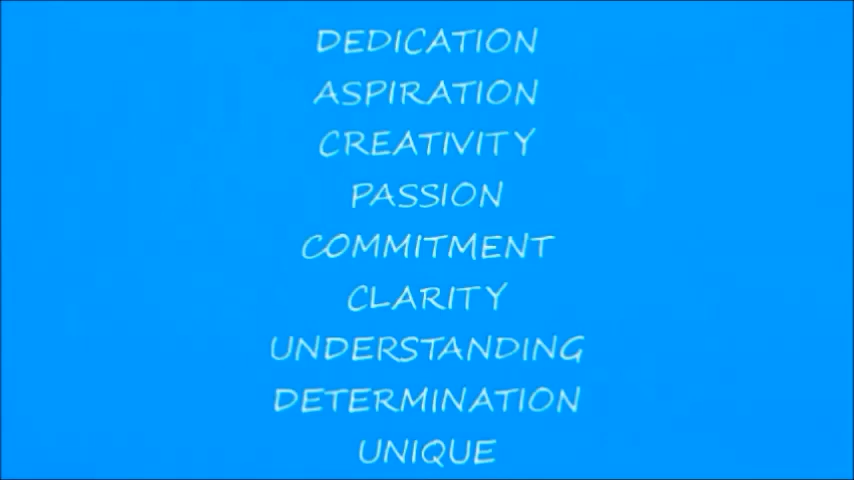 DEDICATION
ASPIRATION
CREATIVITY
PASSION
COMMITMENT
CLARITY
UNDERSTANDING
DETERMINATION
UNIQUE